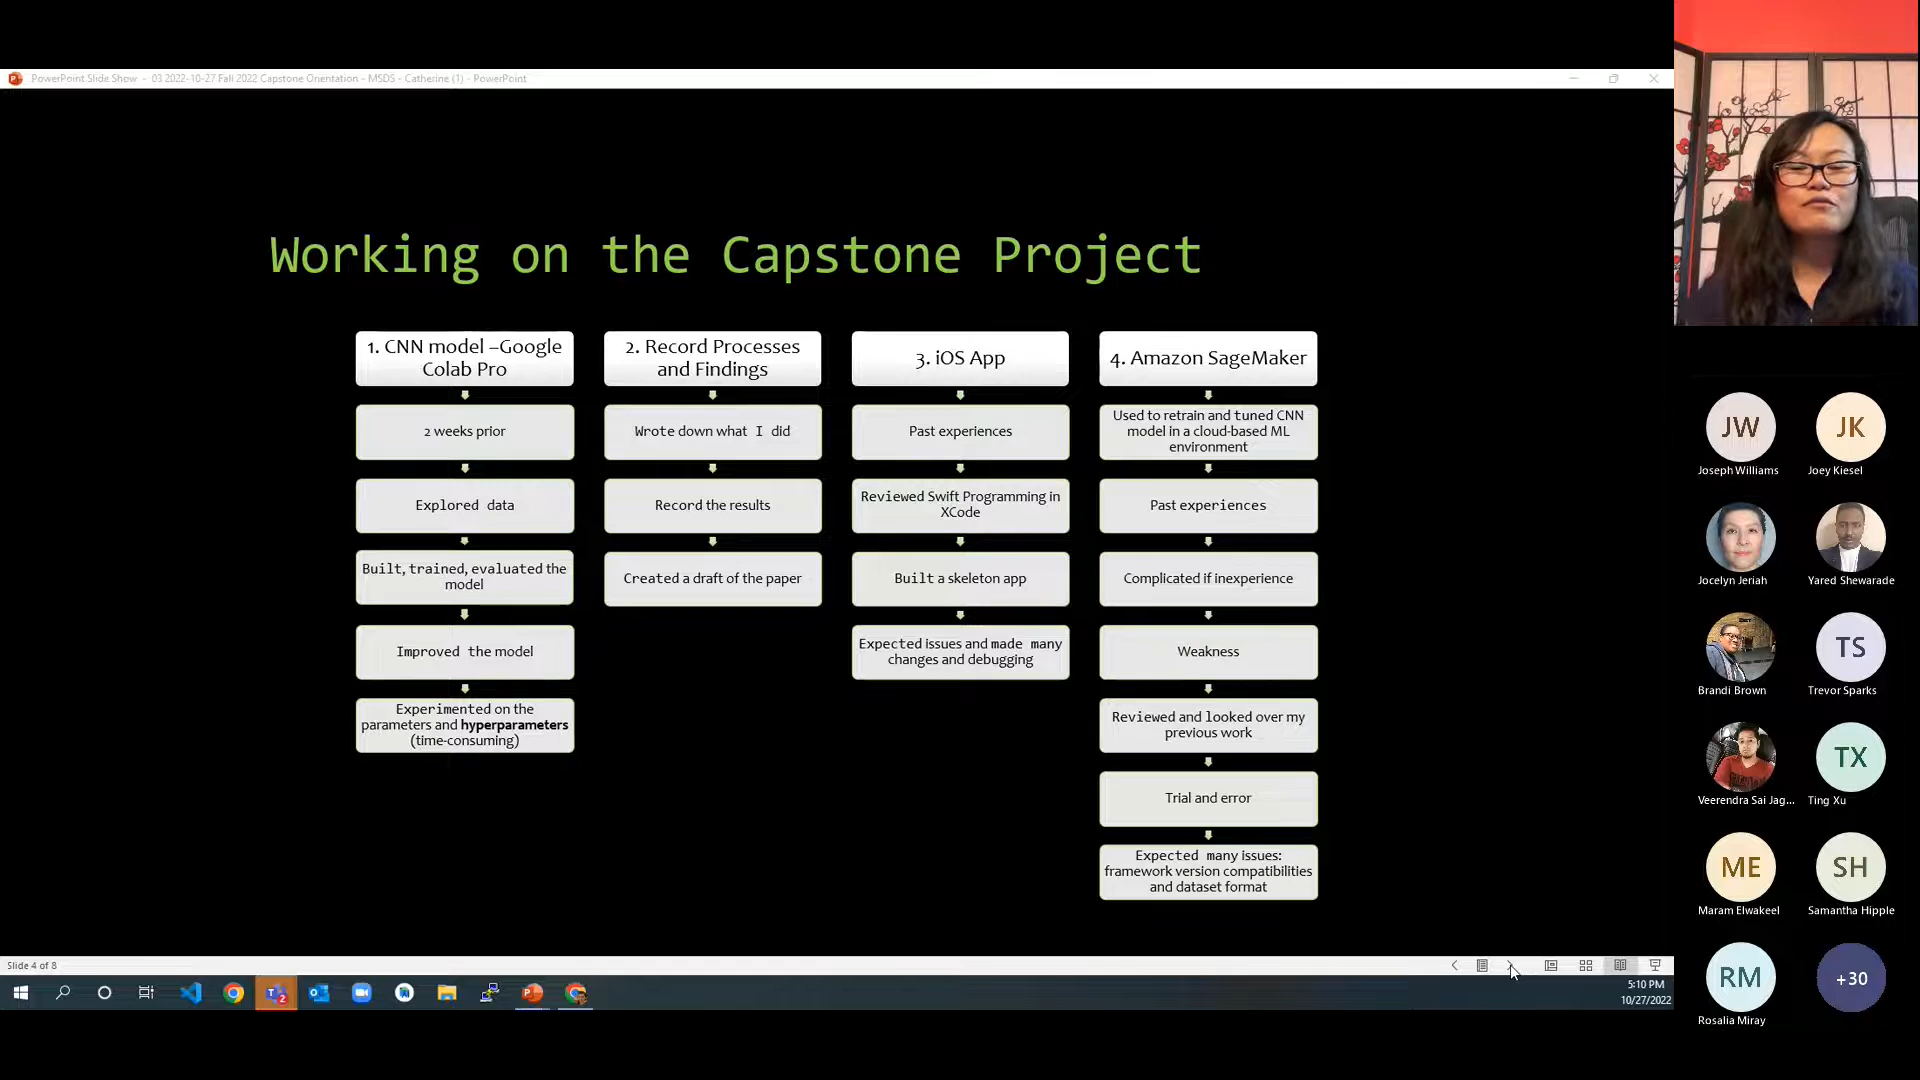 PowerPoint Slide Show - 03 2022-10-27 Fall 2022 Capstone Orientation - MSDS - Catherine (1) - PowerPoint
Working on the Capstone Project
1. CNN model –Google
Colab Pro
2 weeks prior
Explored data
Built, trained, evaluated the
model
Improved the model
Experimented on the
parameters and hyperparameters
(time-consuming)
2. Record Processes
and Findings
Wrote down what I did
Record the results
Created a draft of the paper
3. iOS App
Past experiences
Reviewed Swift Programming in
XCode
Built a skeleton app
Expected issues and made many
changes and debugging
4. Amazon SageMaker
Used to retrain and tuned CNN
model in a cloud-based ML
environment
Past experiences
Complicated if inexperience
Weakness
Reviewed and looked over my
previous work
Trial and error
Expected many issues:
framework version compatibilities
and dataset format
Slide 4 of 8
5:10 PM
10/27/2022
JW
Joseph Williams
JK
Joey Kiesel
Jocelyn Jeriah
Yared Shewarade
Brandi Brown
TS
Trevor Sparks
Veerendra Sai Jag...
TX
Ting Xu
ME
Maram Elwakeel
SH
Samantha Hipple
RM
Rosalia Miray
+30